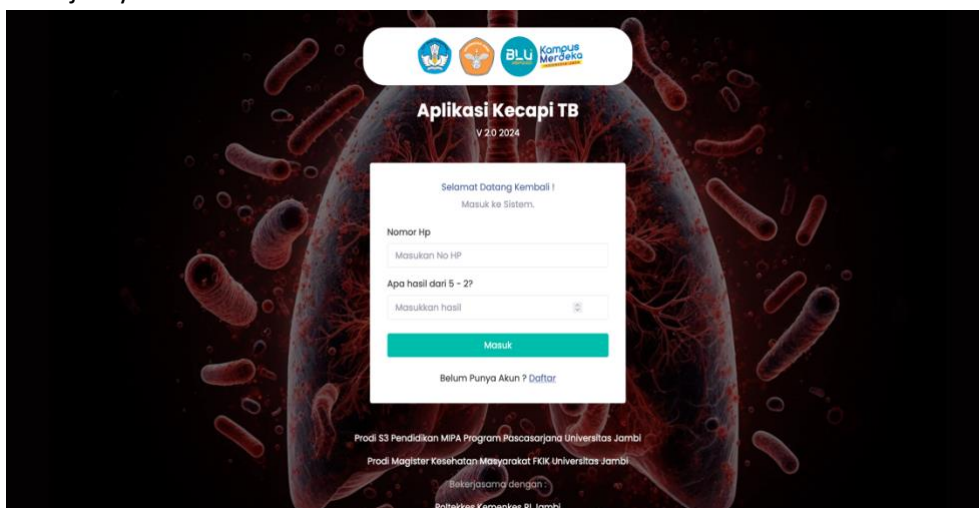 BLU
Kampus
Merdeka
Aplikasi Kecapi TB
V 2.0 2024
Selamat Datang Kembali !
Masuk ke Sistem.
Nomor Hp
Masukan No HP
Apa hasil dari 5 - 2?
Masukkan hasil
Masuk
Belum Punya Akun ? Daftar
Prodi S3 Pendidikan MIPA Program Pascasarjana Universitas Jambi
Prodi Magister Kesehatan Masyarakat FKIK Universitas Jambi
Bekerjasama dengan :
Poltekkes Kemenkes RI Jambi